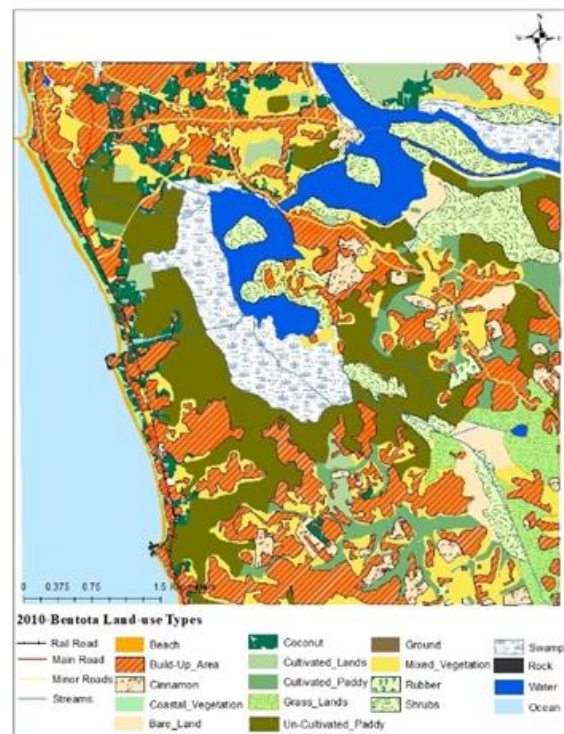 N
W E
S
0 0.375 0.75 1.5
2010-Bentota Land-use Types
Rail Road
Main Road
Minor Roads
Streams
Beach
Build-Up_Area
Cinnamon
Coastal_Vegetation
Bare_Land
Coconut
Cultivated_Lands
Cultivated_Paddy
Grass_Lands
Un-Cultivated_Paddy
Ground
Mixed_Vegetation
Rubber
Shrubs
Swamp
Rock
Water
Ocean